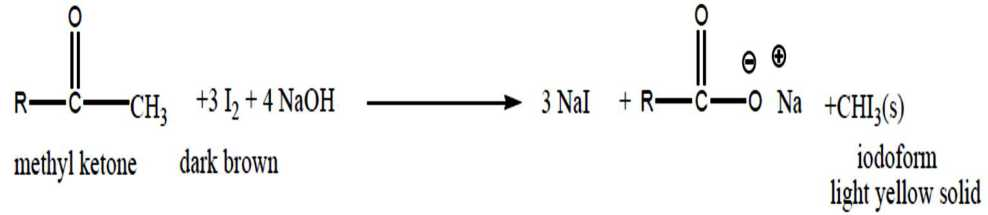 O O
R C CH3 +3 I2 + 4 NaOH 3 NaI + R C O ⊖ Na ⊕ +CHI3(s)
methyl ketone dark brown iodoform
light yellow solid